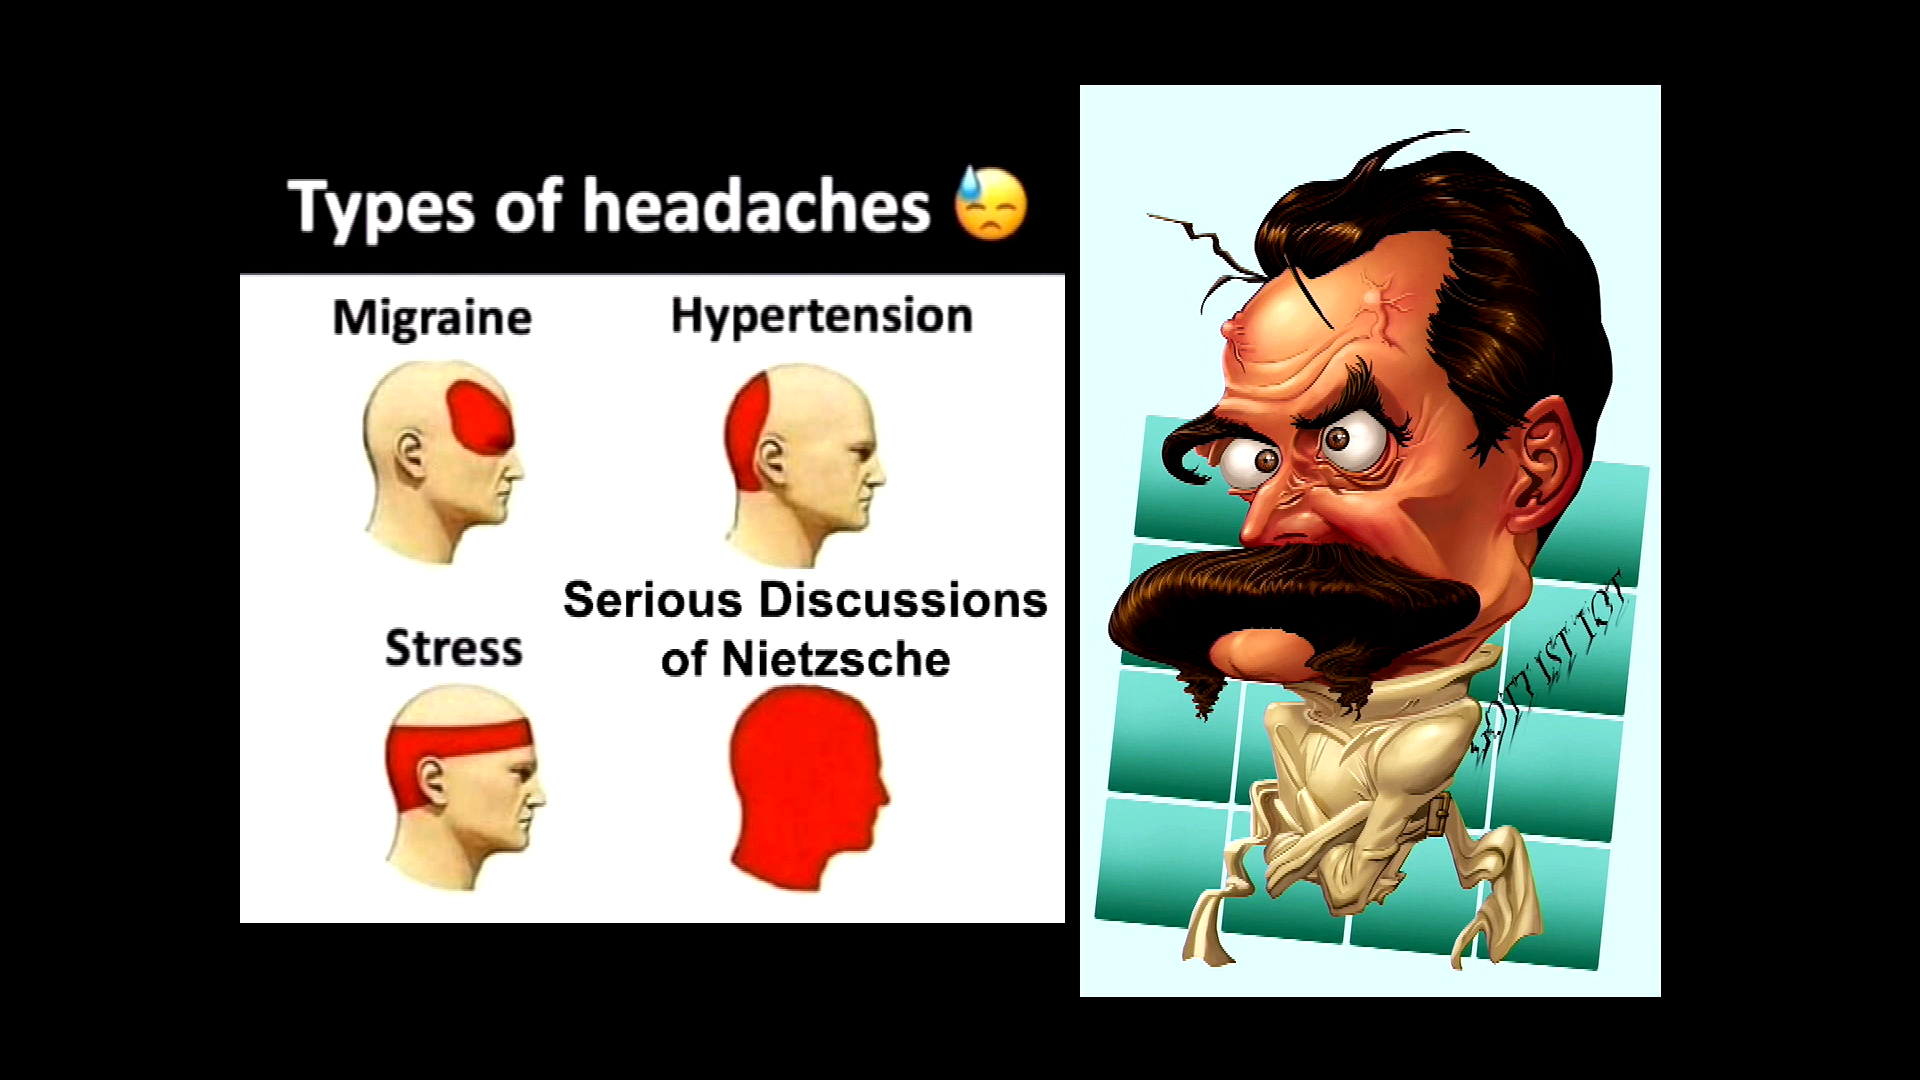 Types of headaches 😓
Migraine
Hypertension
Stress
Serious Discussions
of Nietzsche